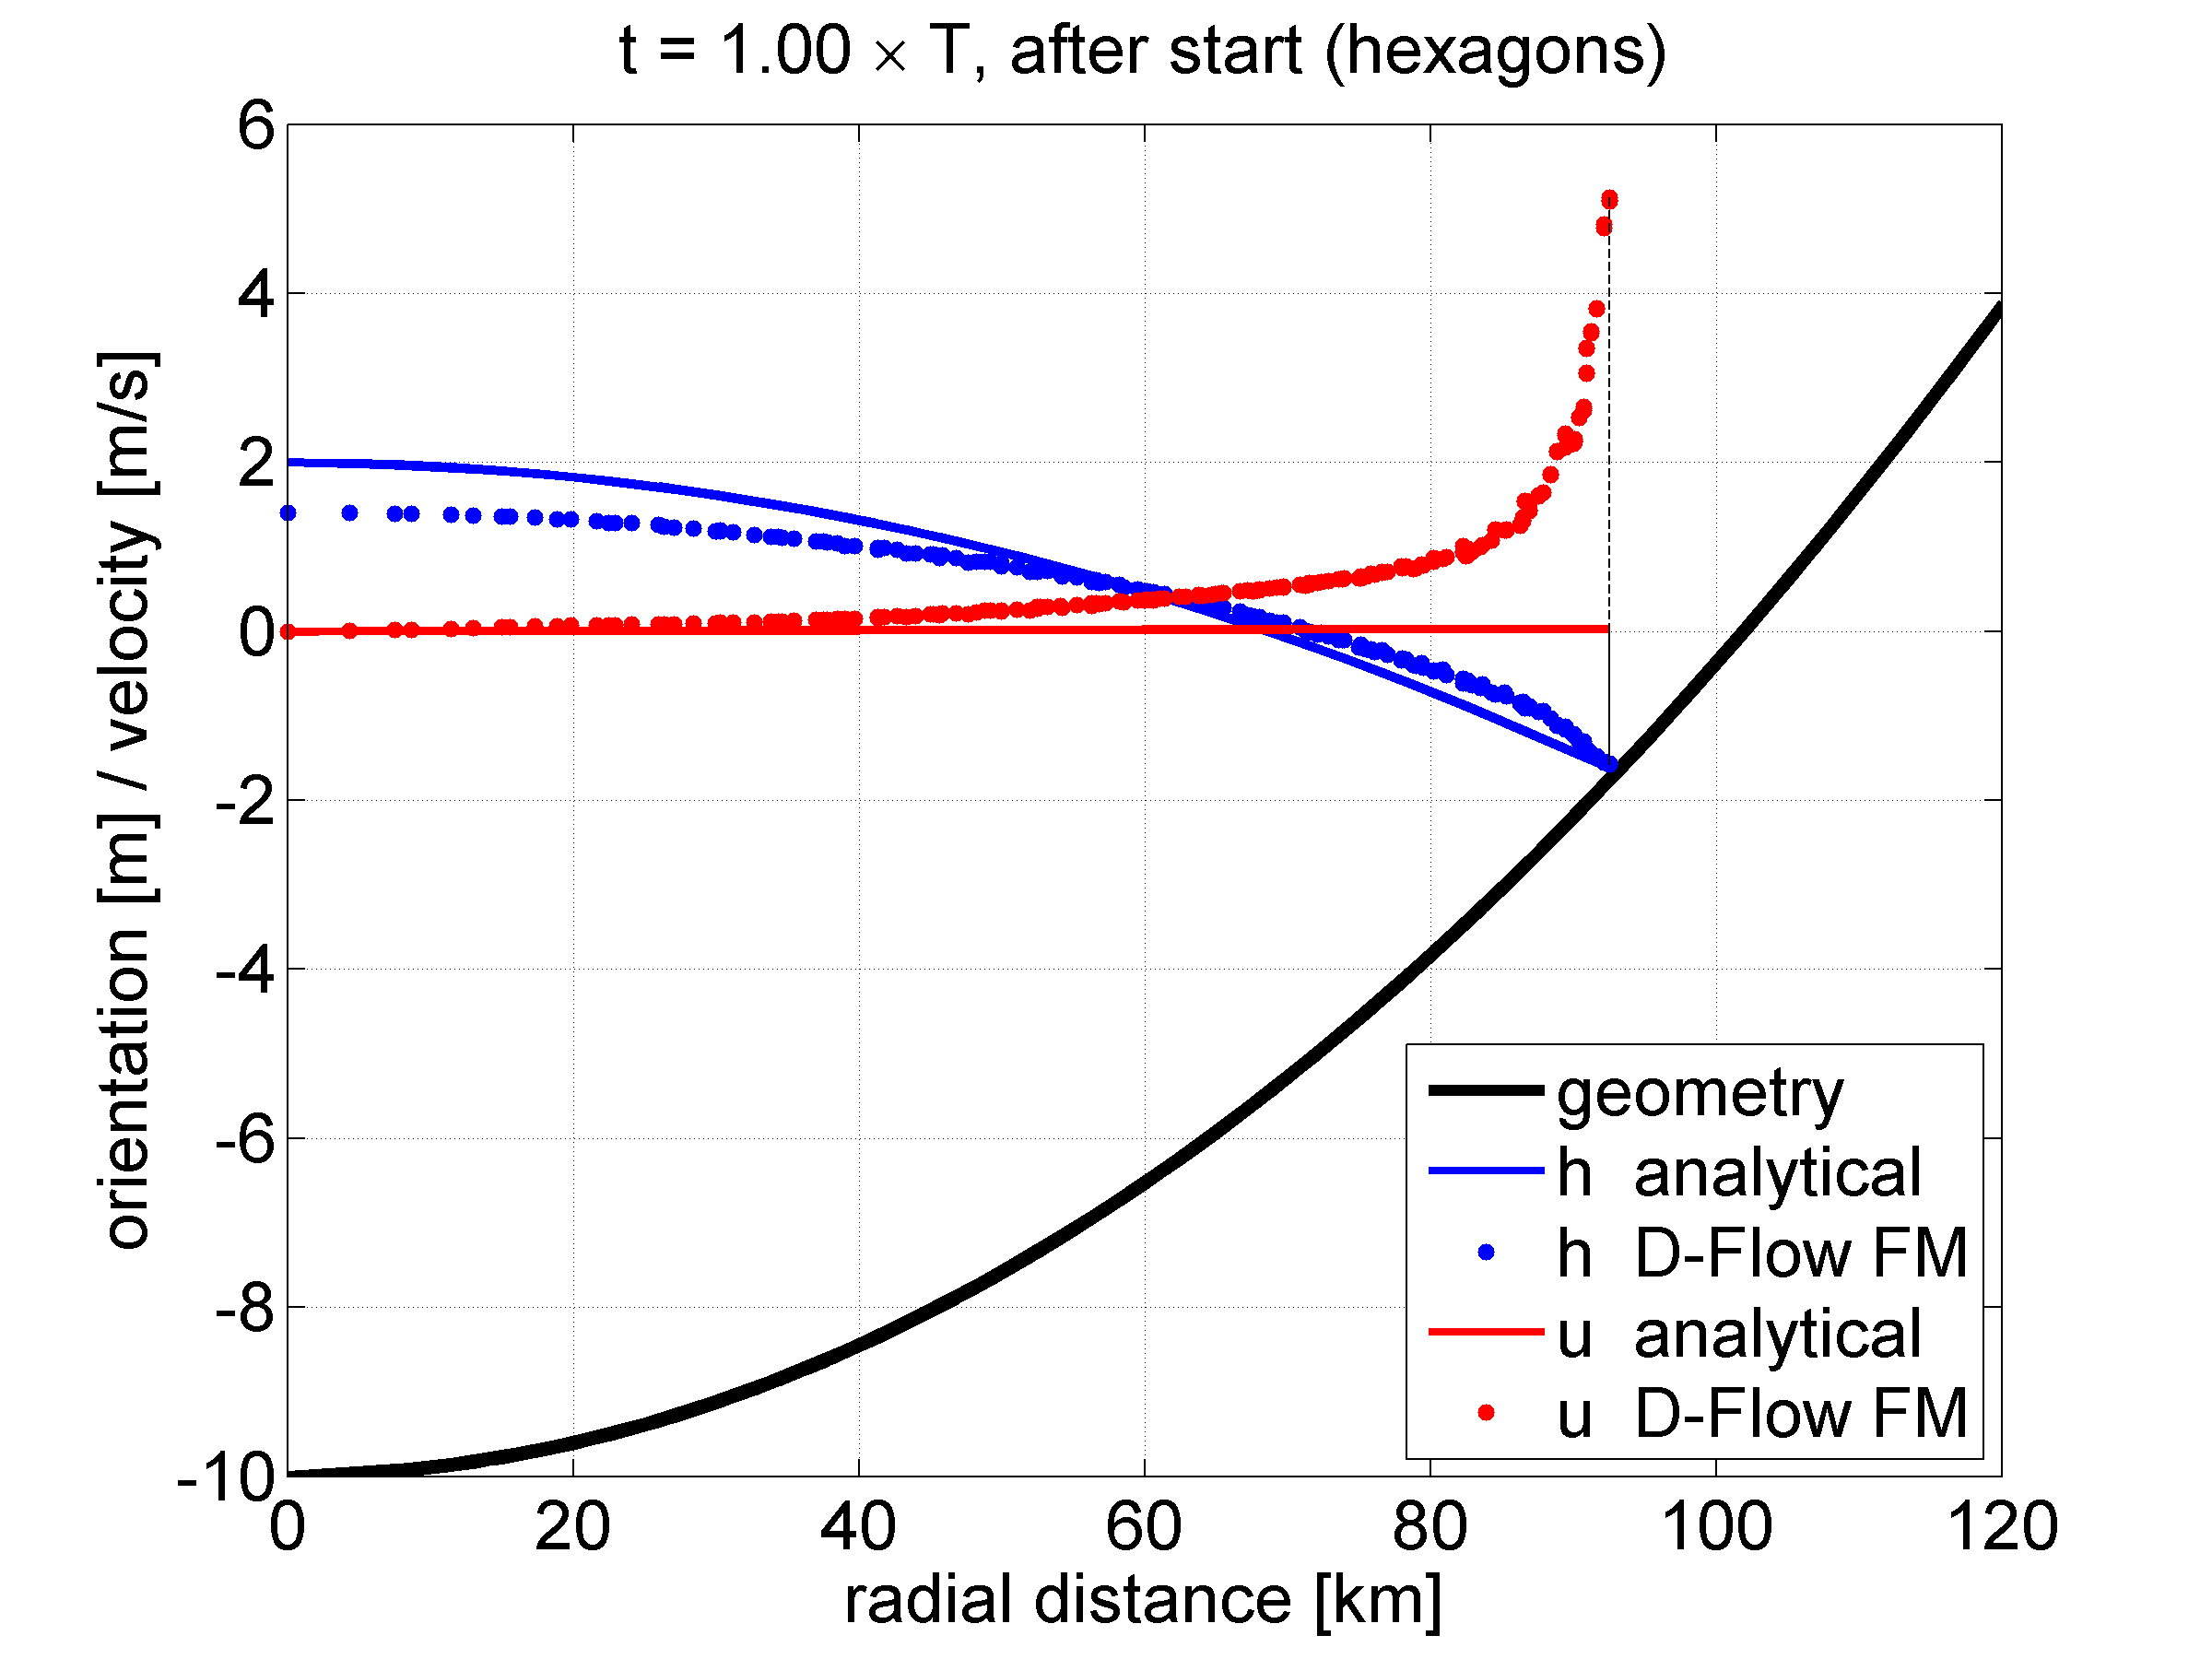 t = 1.00 × T, after start (hexagons)
orientation [m] / velocity [m/s]
6
4
2
0
-2
-4
-6
-8
-10
geometry
h analytical
h D-Flow FM
u analytical
u D-Flow FM
0 20 40 60 80 100 120
radial distance [km]